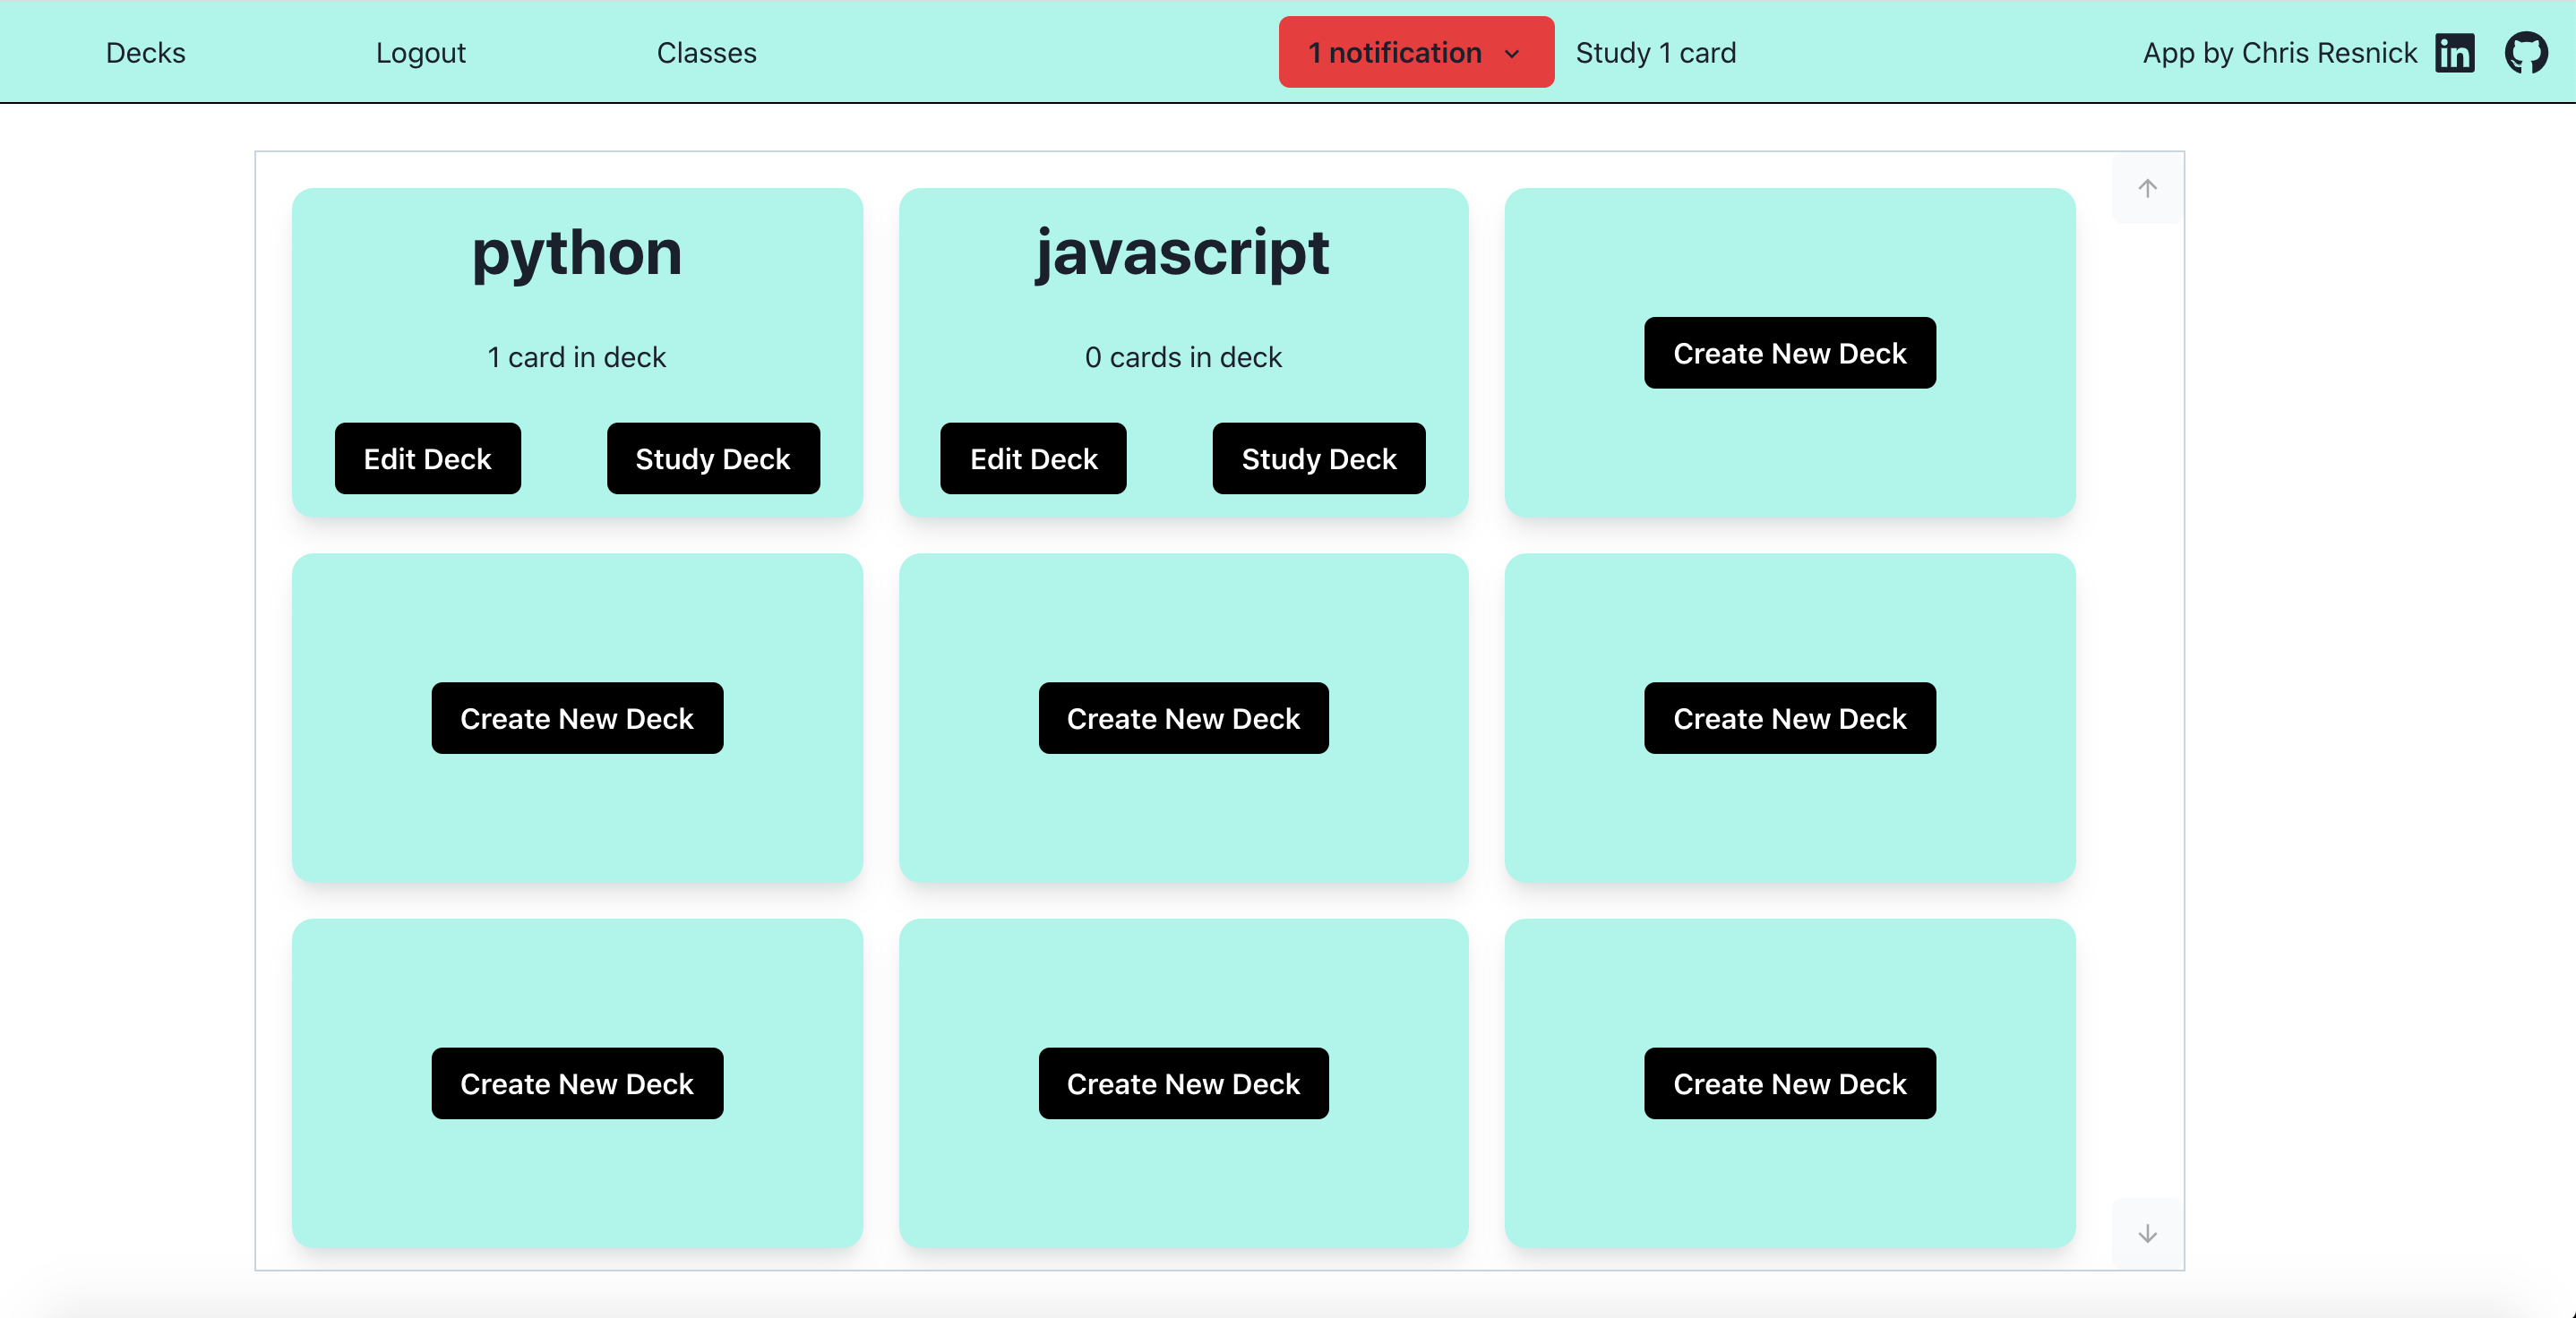 Decks Logout Classes 1 notification Study 1 card App by Chris Resnick in
python javascript Create New Deck
1 card in deck 0 cards in deck
Edit Deck Study Deck Edit Deck Study Deck
Create New Deck Create New Deck Create New Deck
Create New Deck Create New Deck Create New Deck